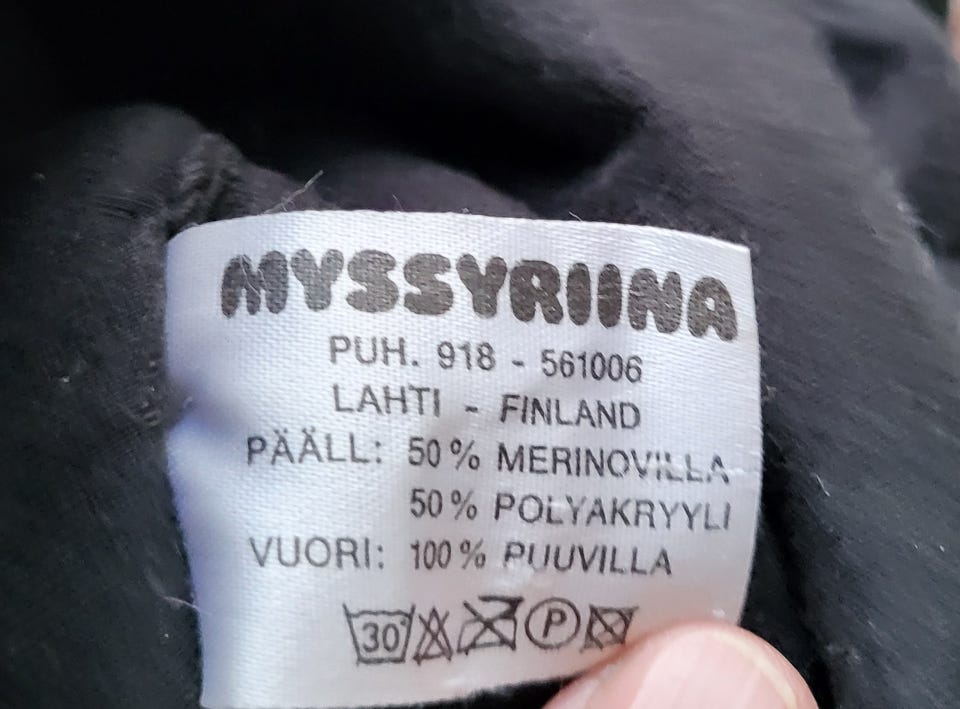 MYSSYRIINA
PUH. 918 - 561006
LAHTI - FINLAND
PÄÄLL: 50% MERINOVILLA
50% POLYAKRYYLI
VUORI: 100% PUUVILLA
30° P